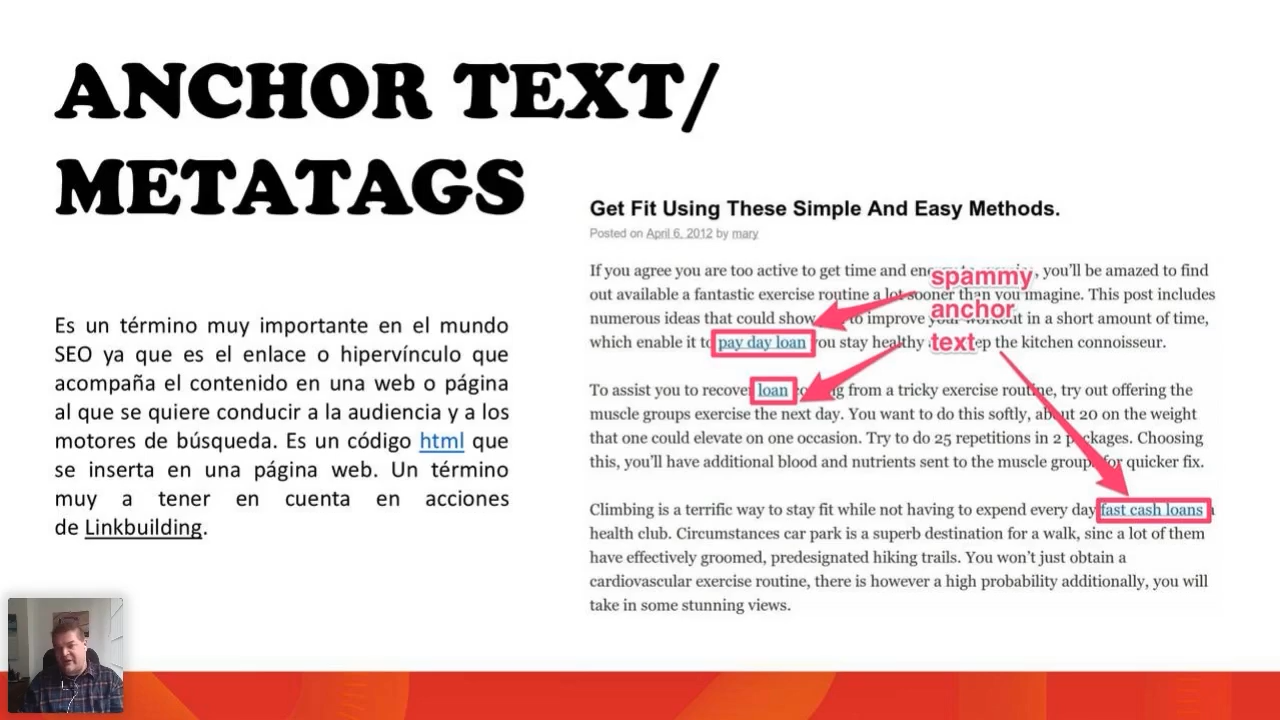 ANCHOR TEXT/
METATAGS
Es un término muy importante en el mundo
SEO ya que es el enlace o hipervínculo que
acompaña el contenido en una web o página
al que se quiere conducir a la audiencia y a los
motores de búsqueda. Es un código html que
se inserta en una página web. Un término
muy a tener en cuenta en acciones
de Linkbuilding.
Get Fit Using These Simple And Easy Methods.
Posted on April 6, 2012 by mary
If you agree you are too active to get time and , you'll be amazed to find
out available a fantastic exercise routine a lot sooner than you imagine. This post includes
numerous ideas that could show to improve your workout in a short amount of time,
which enable it to pay day loan you stay healthy the kitchen connoisseur.
spammy
anchor
text
To assist you to recover loan from a tricky exercise routine, try out offering the
muscle groups exercise the next day. You want to do this softly, about 20 on the weight
that one could elevate on one occasion. Try to do 25 repetitions in 2 packages. Choosing
this, you'll have additional blood and nutrients sent to the muscle group for quicker fix.
Climbing is a terrific way to stay fit while not having to expend every day fast cash loans
health club. Circumstances car park is a superb destination for a walk, sinc a lot of them
have effectively groomed, predesignated hiking trails. You won't just obtain a
cardiovascular exercise routine, there is however a high probability additionally, you will
take in some stunning views.